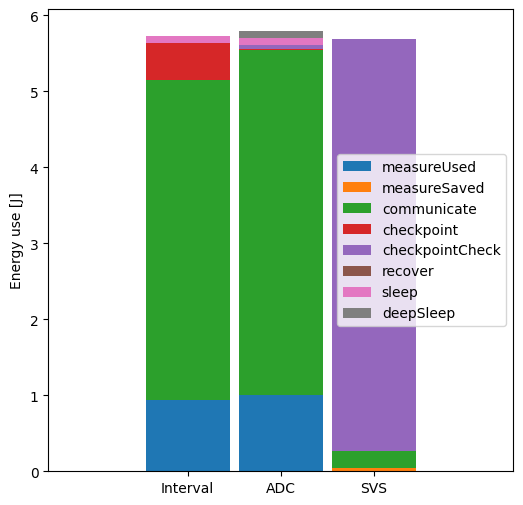 6
5
4
3
2
1
0
Energy use [J]
measureUsed
measureSaved
communicate
checkpoint
checkpointCheck
recover
sleep
deepSleep
Interval ADC SVS